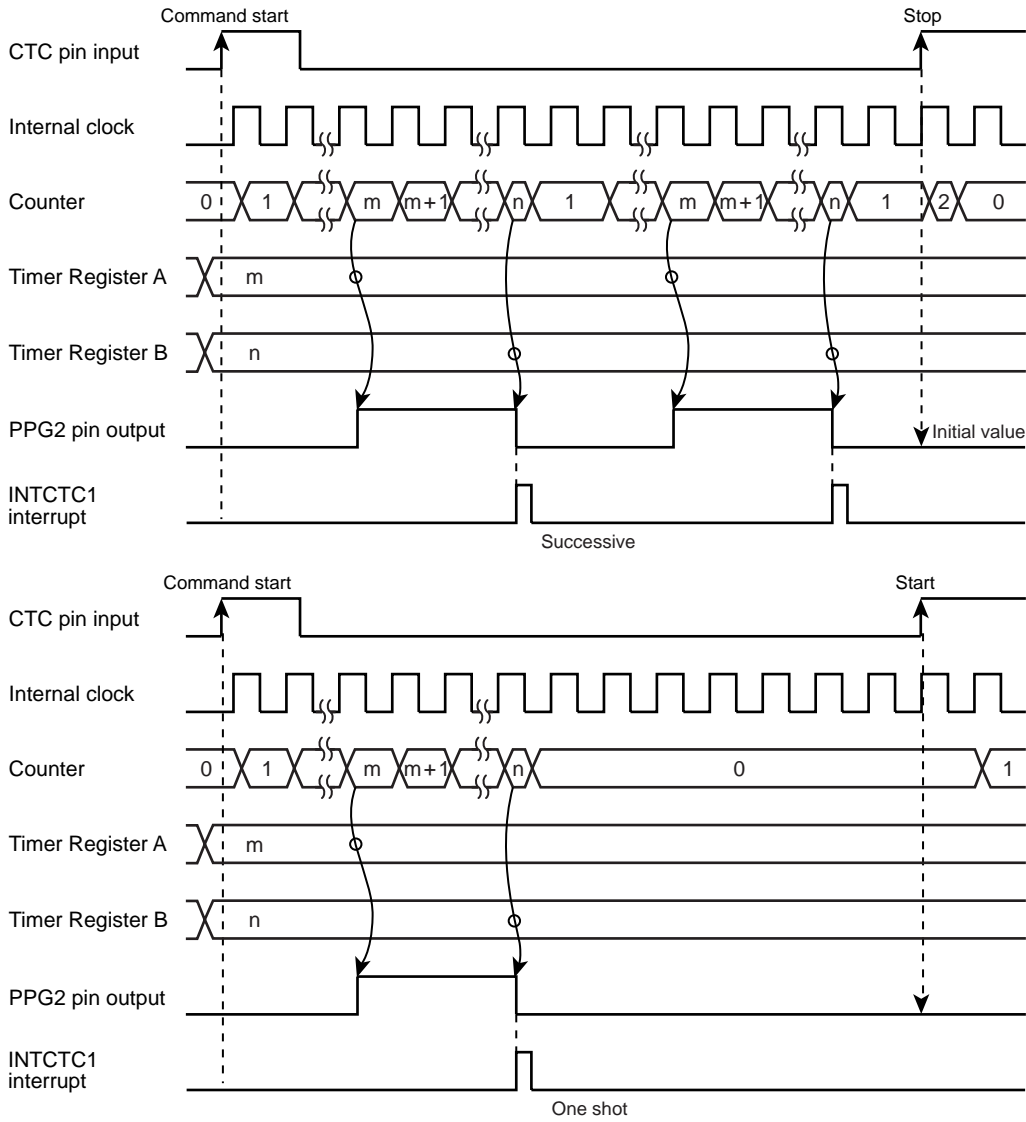 Command start Stop
CTC pin input
Internal clock
Counter 0 1 m m+1 n 1 m m+1 n 1 2 0
Timer Register A m
Timer Register B n
PPG2 pin output Initial value
INTCTC1
interrupt
Successive
Command start Start
CTC pin input
Internal clock
Counter 0 1 m m+1 n 0 1
Timer Register A m
Timer Register B n
PPG2 pin output
INTCTC1
interrupt
One shot